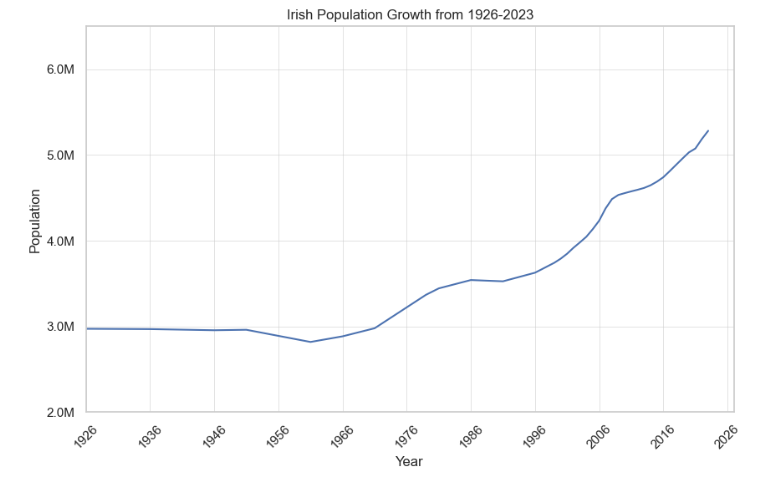 Irish Population Growth from 1926-2023
6.0M
5.0M
4.0M
3.0M
2.0M
Population
1926 1936 1946 1956 1966 1976 1986 1996 2006 2016 2026
Year